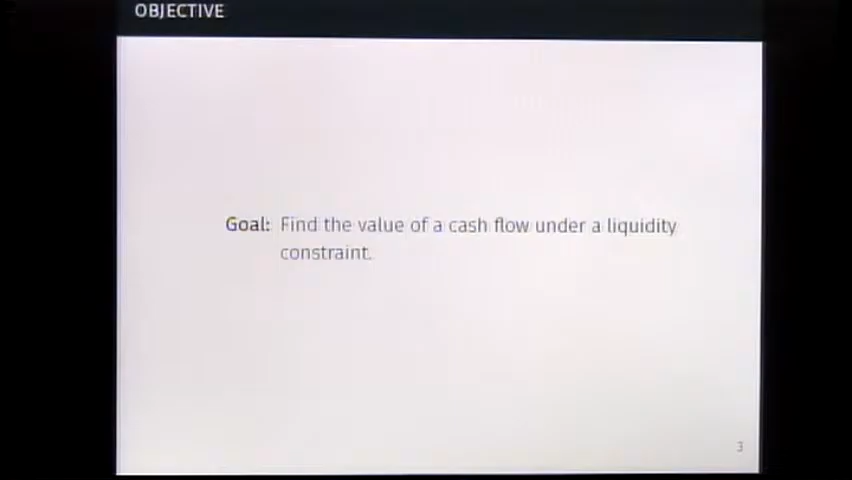 OBJECTIVE
Goal: Find the value of a cash flow under a liquidity
constraint.
3